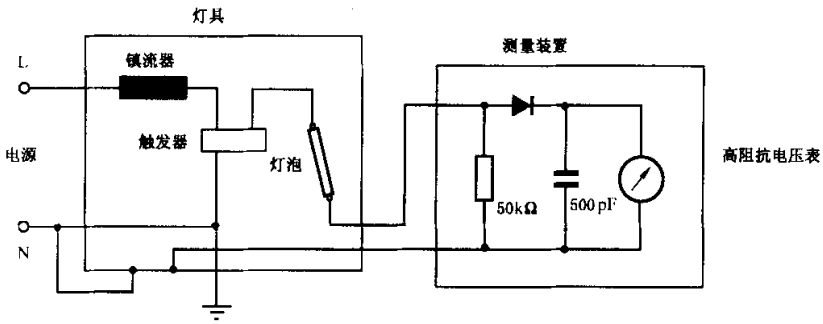 灯具
测量装置
L
镇流器
触发器
灯泡
电源
高阻抗电压表
50kΩ
500pF
N